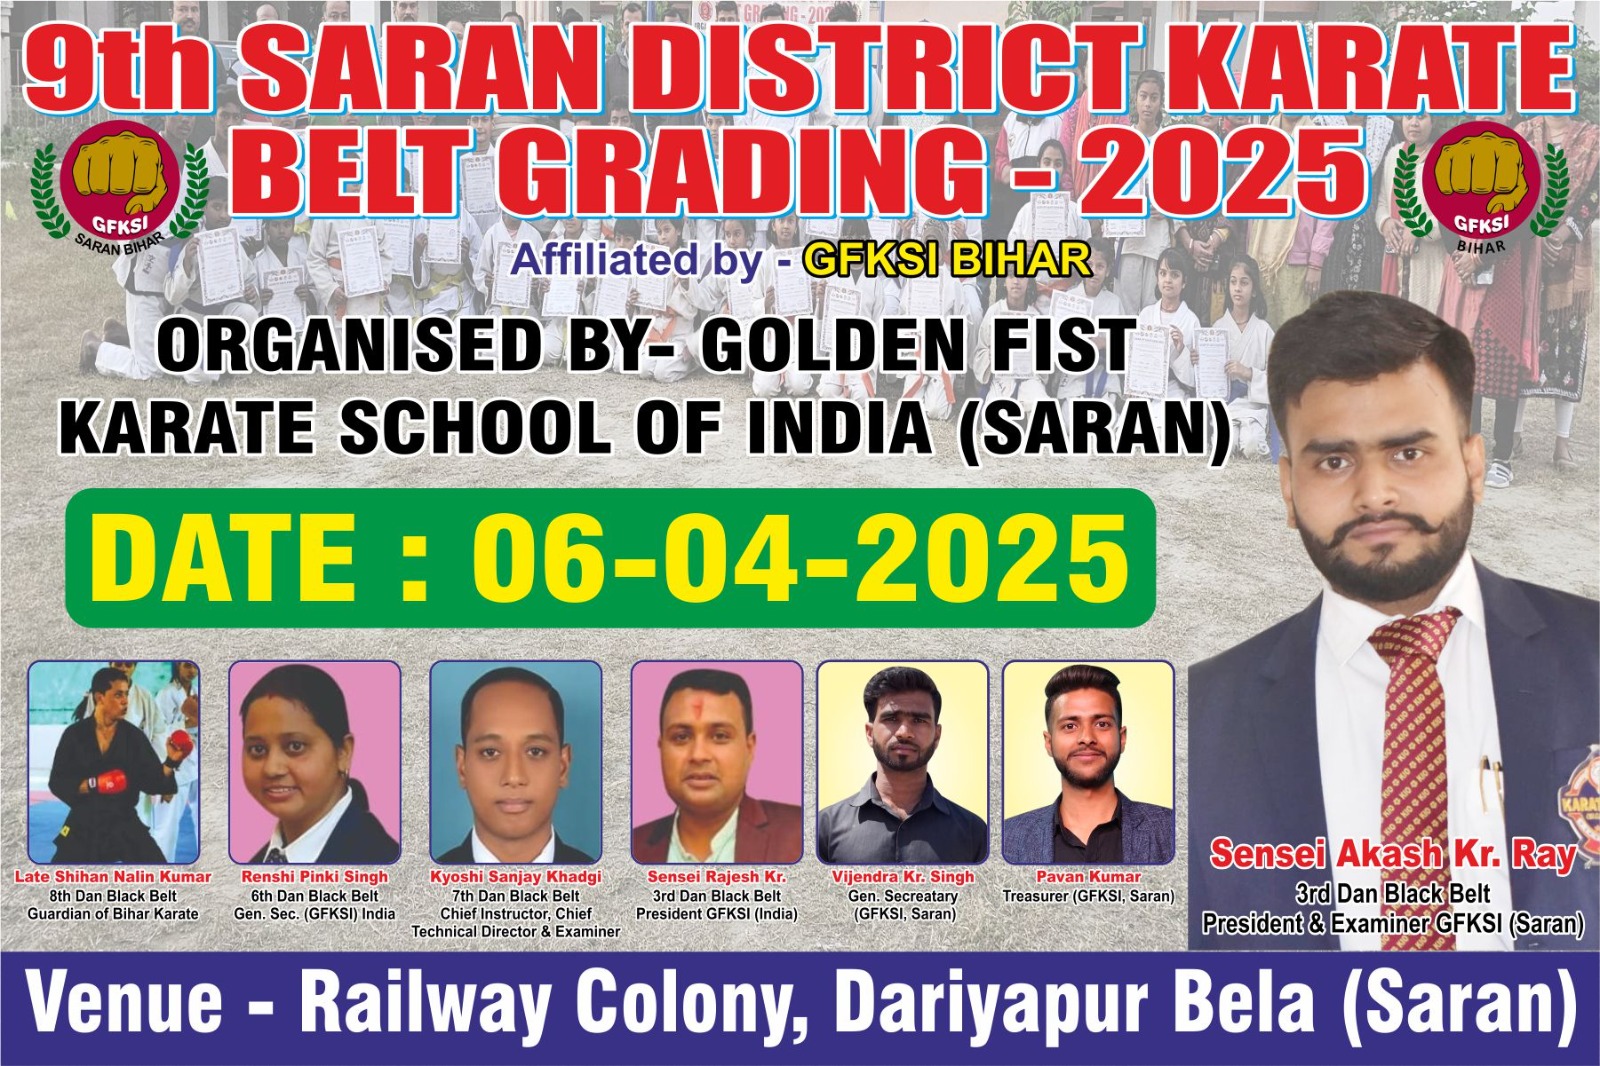 9th SARAN DISTRICT KARATE
BELT GRADING - 2025
GFKSI
SARAN BIHAR
GFKSI
BIHAR
Affiliated by - GFKSI BIHAR
ORGANISED BY- GOLDEN FIST
KARATE SCHOOL OF INDIA (SARAN)
DATE : 06-04-2025
Late Shihan Nalin Kumar
8th Dan Black Belt
Guardian of Bihar Karate
Renshi Pinki Singh
6th Dan Black Belt
Gen. Sec. (GFKSI) India
Kyoshi Sanjay Khadgi
7th Dan Black Belt
Chief Instructor, Chief
Technical Director & Examiner
Sensei Rajesh Kr.
3rd Dan Black Belt
President GFKSI (India)
Vijendra Kr. Singh
Gen. Secreatary
(GFKSI, Saran)
Pavan Kumar
Treasurer (GFKSI, Saran)
Sensei Akash Kr. Ray
3rd Dan Black Belt
President & Examiner GFKSI (Saran)
Venue - Railway Colony, Dariyapur Bela (Saran)